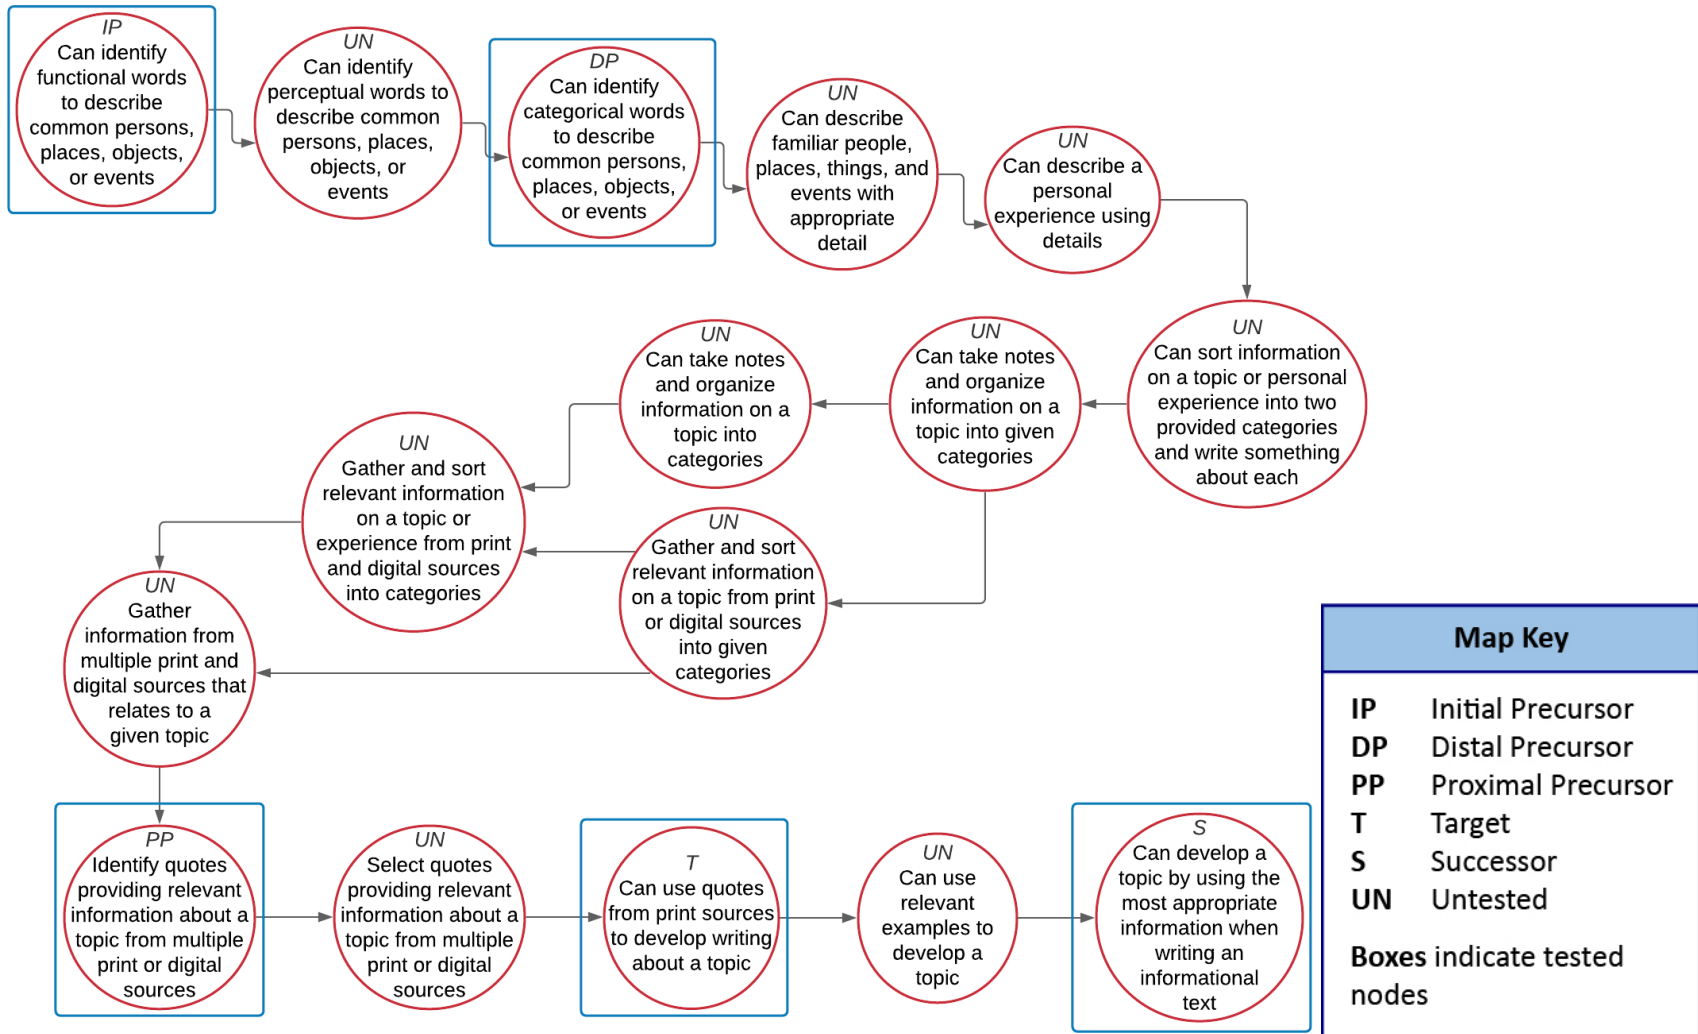 IP
Can identify
functional words
to describe
common persons,
places, objects,
or events
UN
Can identify
perceptual words to
describe common
persons, places,
objects, or
events
DP
Can identify
categorical words
to describe
common persons,
places, objects,
or events
UN
Can describe
familiar people,
places, things, and
events with
appropriate
detail
UN
Can describe a
personal
experience using
details
UN
Can sort information
on a topic or personal
experience into two
provided categories
and write something
about each
UN
Can take notes
and organize
information on a
topic into given
categories
UN
Can take notes
and organize
information on a
topic into
categories
UN
Gather and sort
relevant information
on a topic or
experience from print
and digital sources
into categories
UN
Gather and sort
relevant information
on a topic from print
or digital sources
into given
categories
UN
Gather
information from
multiple print and
digital sources that
relates to a
given topic
PP
Identify quotes
providing relevant
information about a
topic from multiple
print or digital
sources
UN
Select quotes
providing relevant
information about a
topic from multiple
print or digital
sources
T
Can use quotes
from print sources
to develop writing
about a topic
UN
Can use
relevant
examples to
develop a
topic
S
Can develop a
topic by using the
most appropriate
information when
writing an
informational
text
Map Key
IP Initial Precursor
DP Distal Precursor
PP Proximal Precursor
T Target
S Successor
UN Untested
Boxes indicate tested
nodes